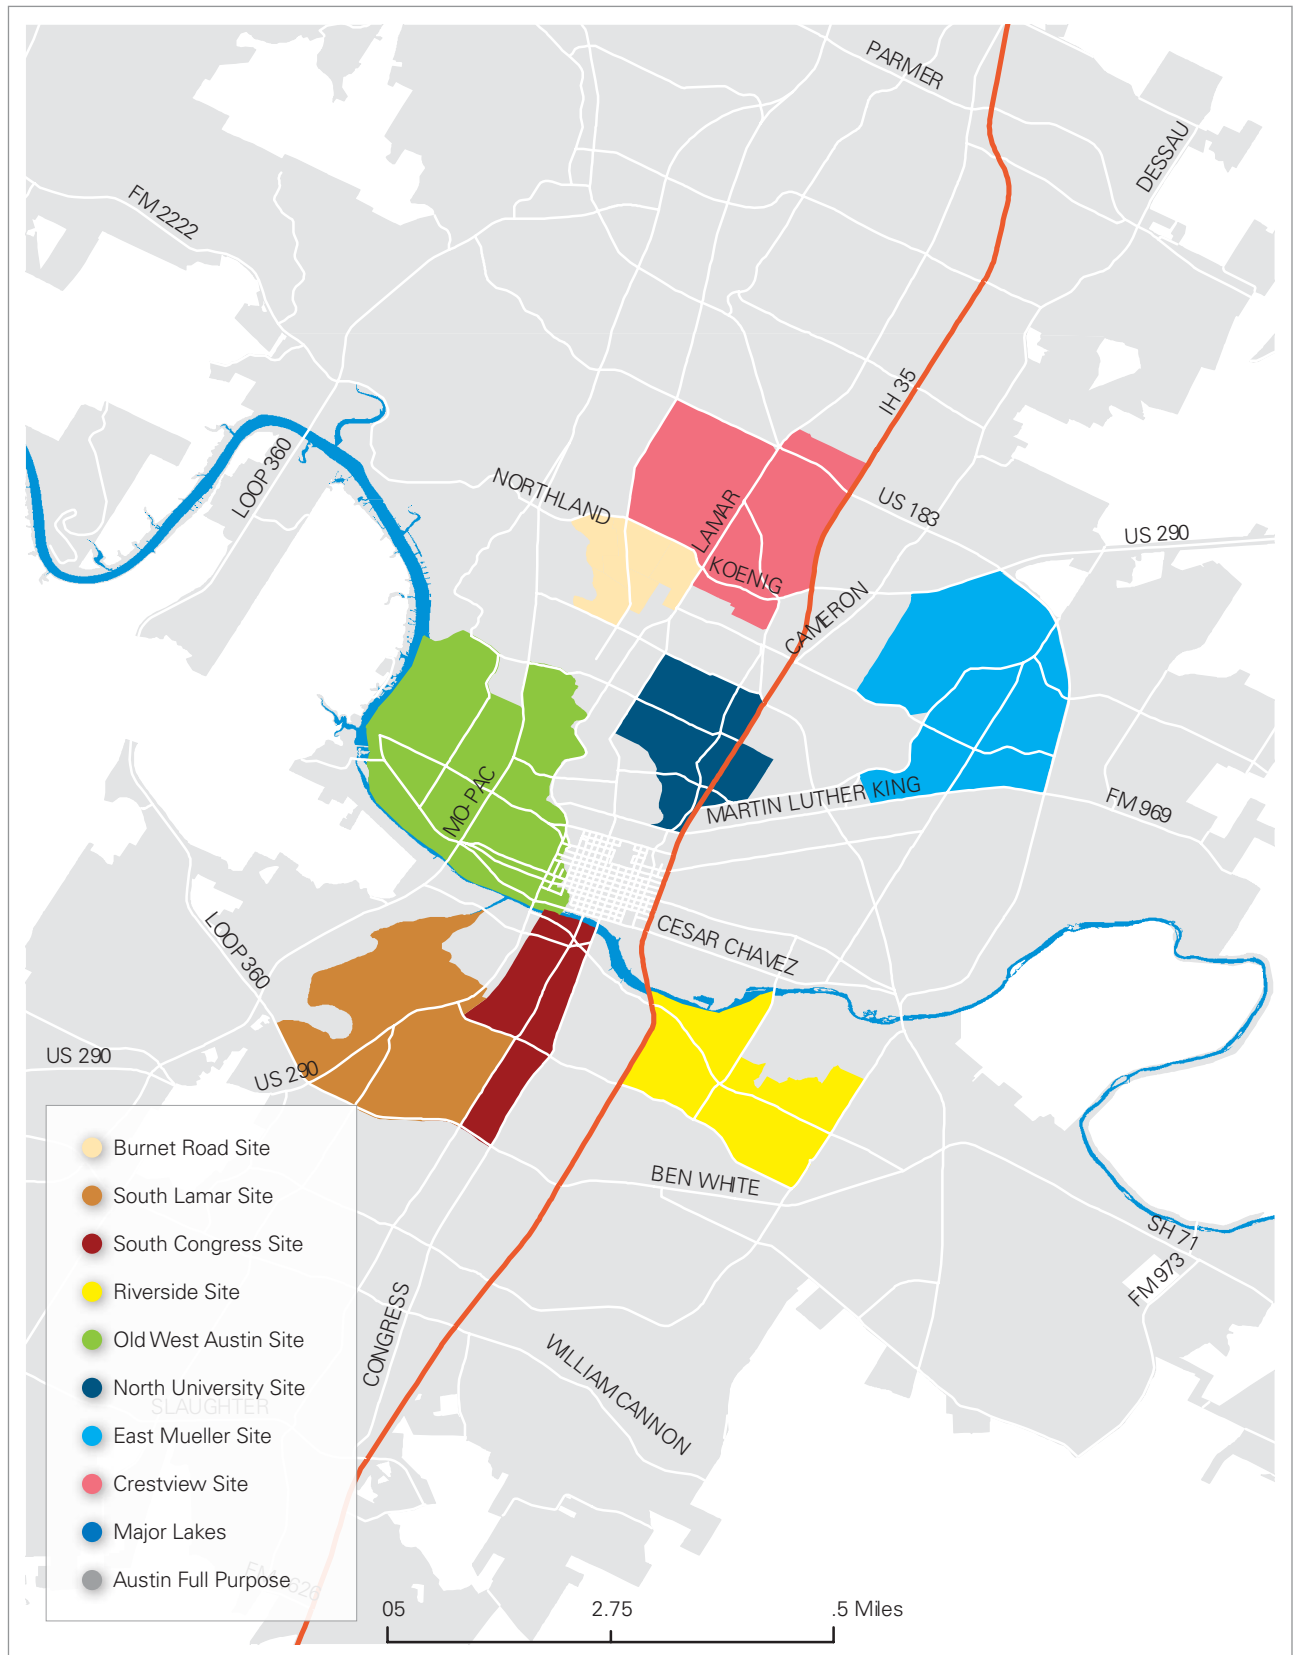 PARMER
DESSAU
FM 2222
IH 35
LOOP 360
NORTHLAND
LAMAR
US 183
US 290
KOENIG
CAMERON
MO-PAC
MARTIN LUTHER KING
FM 969
CESAR CHAVEZ
LOOP 360
US 290
US 290
BEN WHITE
SH 71
FM 973
CONGRESS
WILLIAM CANNON
Burnet Road Site
South Lamar Site
South Congress Site
Riverside Site
Old West Austin Site
North University Site
SLAUGHTER
East Mueller Site
Crestview Site
Major Lakes
Austin Full Purpose
05 2.75 .5 Miles